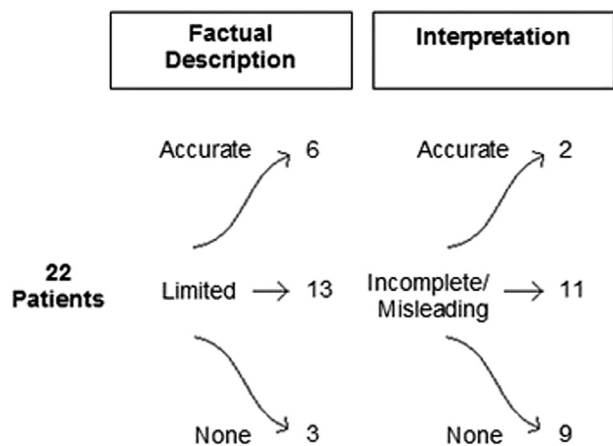 Factual
Description
Interpretation
Accurate 6
Accurate 2
22
Patients
Limited 13
Incomplete/
Misleading 11
None 3
None 9